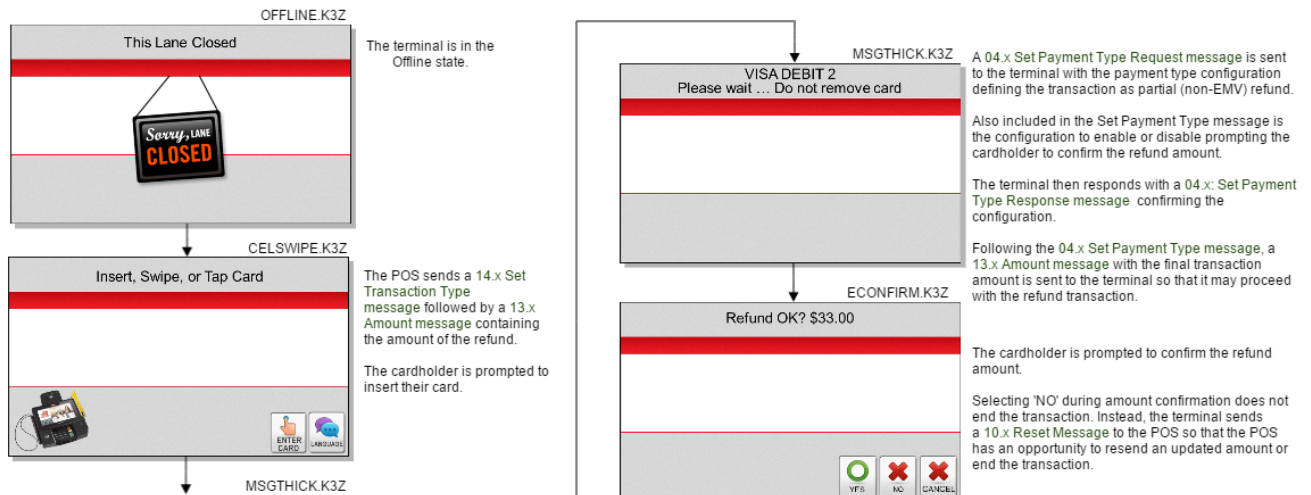 OFFLINE.K3Z
This Lane Closed
The terminal is in the
Offline state.
Sorry, LANE
CLOSED
CELSWIPE.K3Z
Insert, Swipe, or Tap Card
The POS sends a 14.x Set
Transaction Type
message followed by a 13.x
Amount message containing
the amount of the refund.
The cardholder is prompted to
insert their card.
ENTER
CARD
LANGUAGE
MSGTHICK.K3Z
MSGTHICK.K3Z
VISA DEBIT 2
Please wait ... Do not remove card
A 04.x Set Payment Type Request message is sent
to the terminal with the payment type configuration
defining the transaction as partial (non-EMV) refund.
Also included in the Set Payment Type message is
the configuration to enable or disable prompting the
cardholder to confirm the refund amount.
The terminal then responds with a 04.x: Set Payment
Type Response message confirming the
configuration.
Following the 04.x Set Payment Type message, a
13.x Amount message with the final transaction
amount is sent to the terminal so that it may proceed
with the refund transaction.
ECONFIRM.K3Z
Refund OK? $33.00
The cardholder is prompted to confirm the refund
amount.
Selecting 'NO' during amount confirmation does not
end the transaction. Instead, the terminal sends
a 10.x Reset Message to the POS so that the POS
has an opportunity to resend an updated amount or
end the transaction.
YES
NO
CANCEL